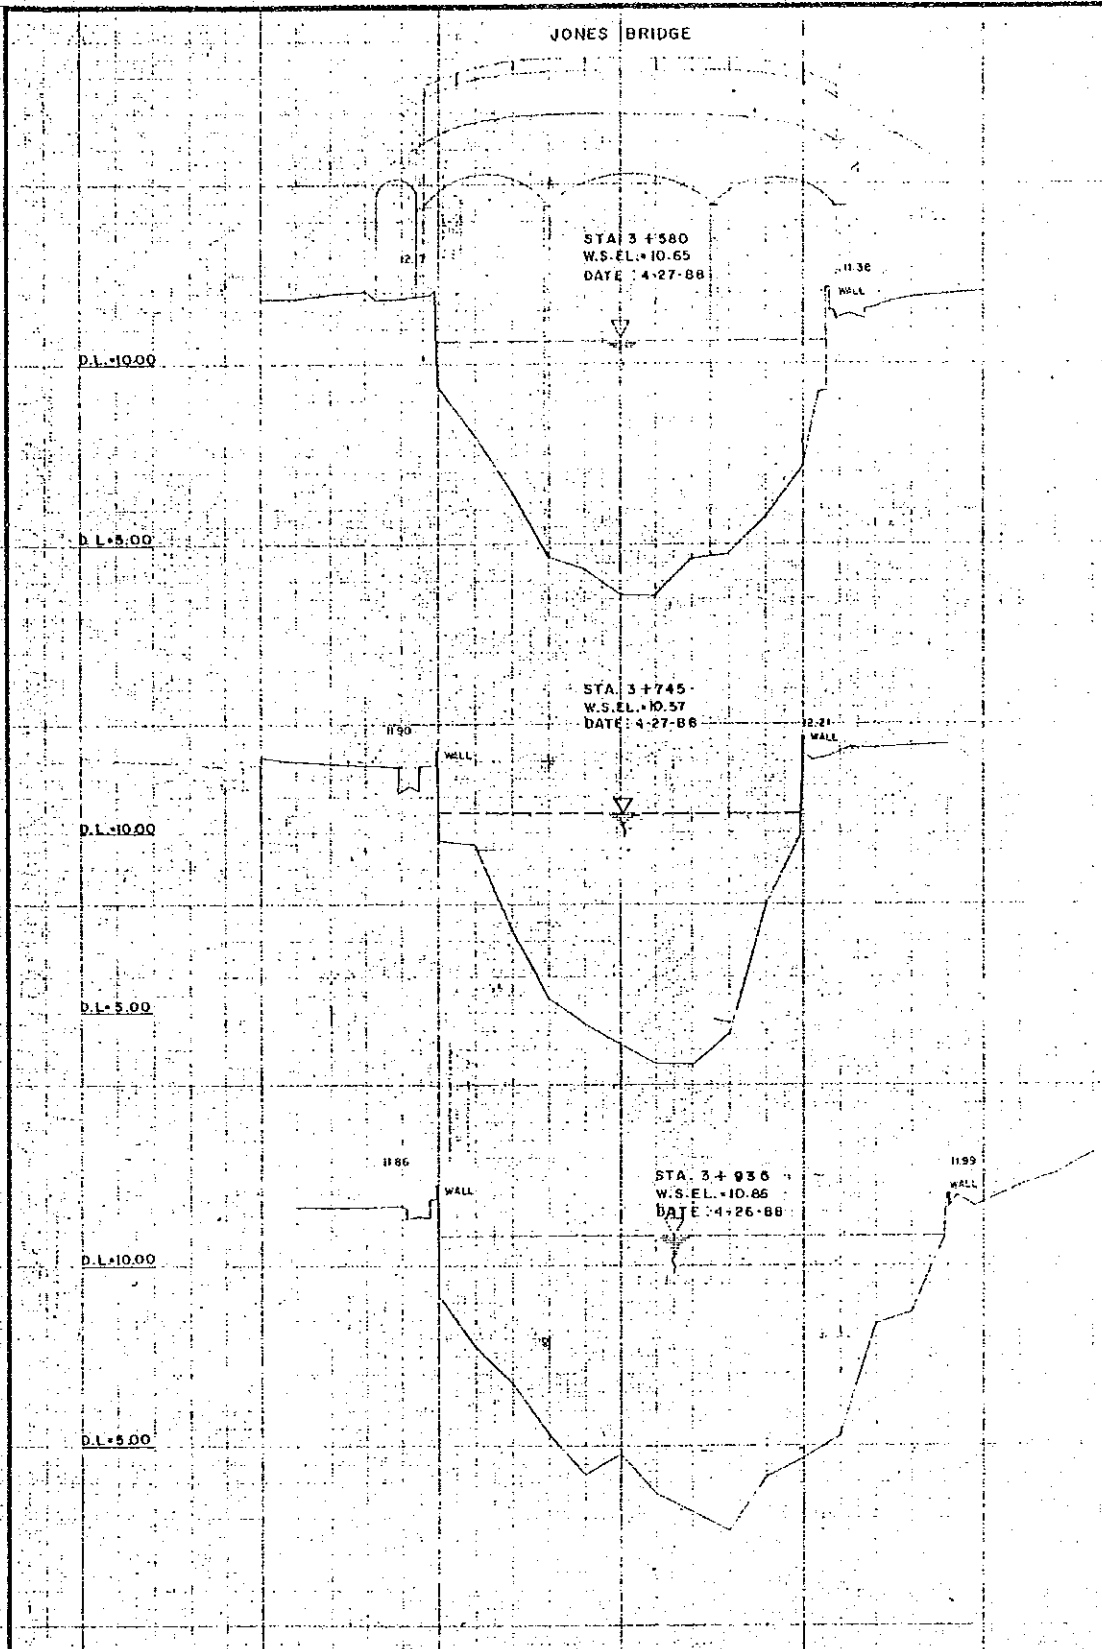 JONES BRIDGE
STA. 3+580
W.S.EL.=10.65
DATE : 4-27-88
11.38
WALL
D.L.=10.00
D.L.=5.00
STA. 3+745
W.S.EL.=10.57
DATE : 4-27-88
11.90
WALL
12.21
WALL
D.L.=10.00
D.L.=5.00
11.86
WALL
STA. 3+936
W.S.EL.=10.86
DATE : 4-26-88
11.99
WALL
D.L.=10.00
D.L.=5.00